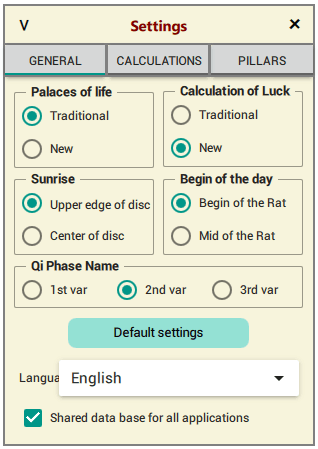 V Settings ×
GENERAL CALCULATIONS PILLARS
Palaces of life
Traditional
New
Calculation of Luck
Traditional
New
Sunrise
Upper edge of disc
Center of disc
Begin of the day
Begin of the Rat
Mid of the Rat
Qi Phase Name
1st var 2nd var 3rd var
Default settings
Langua English
Shared data base for all applications